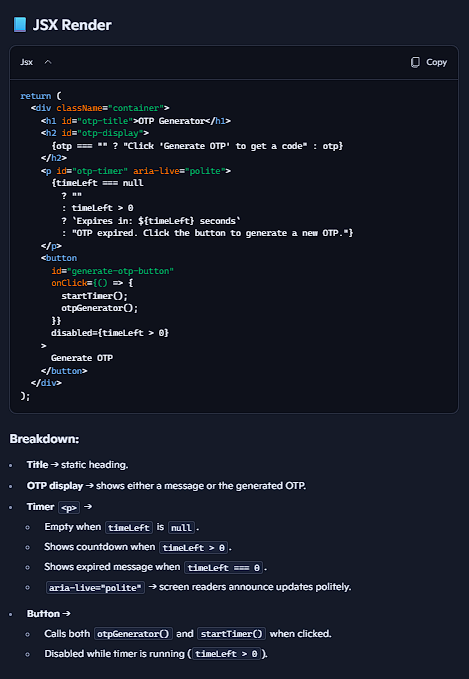 📘 JSX Render
Jsx
Copy
return (
  <div className="container">
    <h1 id="otp-title">OTP Generator</h1>
    <h2 id="otp-display">
      {otp === "" ? "Click 'Generate OTP' to get a code" : otp}
    </h2>
    <p id="otp-timer" aria-live="polite">
      {timeLeft === null
        ? ""
        : timeLeft > 0
        ? `Expires in: ${timeLeft} seconds`
        : "OTP expired. Click the button to generate a new OTP."}
    </p>
    <button
      id="generate-otp-button"
      onClick={() => {
        startTimer();
        otpGenerator();
      }}
      disabled={timeLeft > 0}
    >
      Generate OTP
    </button>
  </div>
);
Breakdown:
• Title → static heading.
• OTP display → shows either a message or the generated OTP.
• Timer <p> →
○ Empty when timeLeft is null.
○ Shows countdown when timeLeft > 0.
○ Shows expired message when timeLeft === 0.
○ aria-live="polite" → screen readers announce updates politely.
• Button →
○ Calls both otpGenerator() and startTimer() when clicked.
○ Disabled while timer is running (timeLeft > 0).